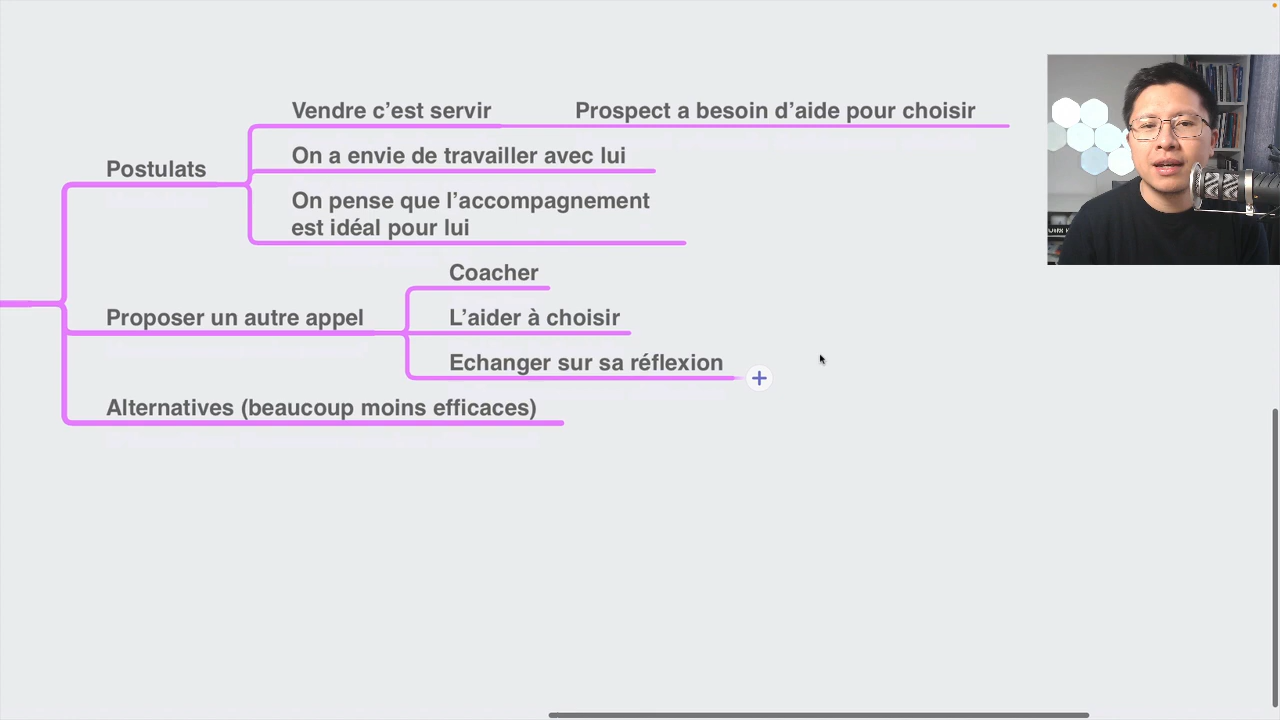 Vendre c’est servir
Prospect a besoin d’aide pour choisir
Postulats
On a envie de travailler avec lui
On pense que l’accompagnement
est idéal pour lui
Coacher
Proposer un autre appel
L’aider à choisir
Echanger sur sa réflexion
Alternatives (beaucoup moins efficaces)